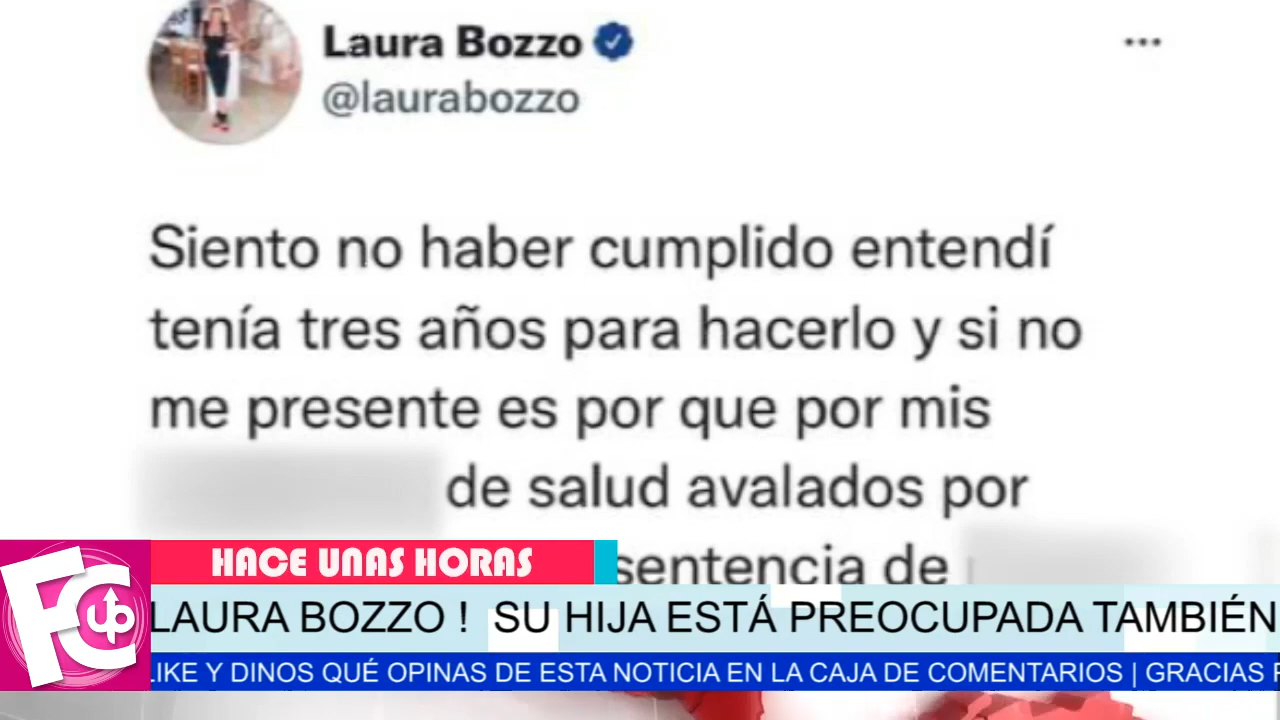 Laura Bozzo
@laurabozzo
Siento no haber cumplido entendí
tenía tres años para hacerlo y si no
me presente es por que por mis
de salud avalados por
sentencia de
HACE UNAS HORAS
FC up
LAURA BOZZO ! SU HIJA ESTÁ PREOCUPADA TAMBIÉN
LIKE Y DINOS QUÉ OPINAS DE ESTA NOTICIA EN LA CAJA DE COMENTARIOS | GRACIAS